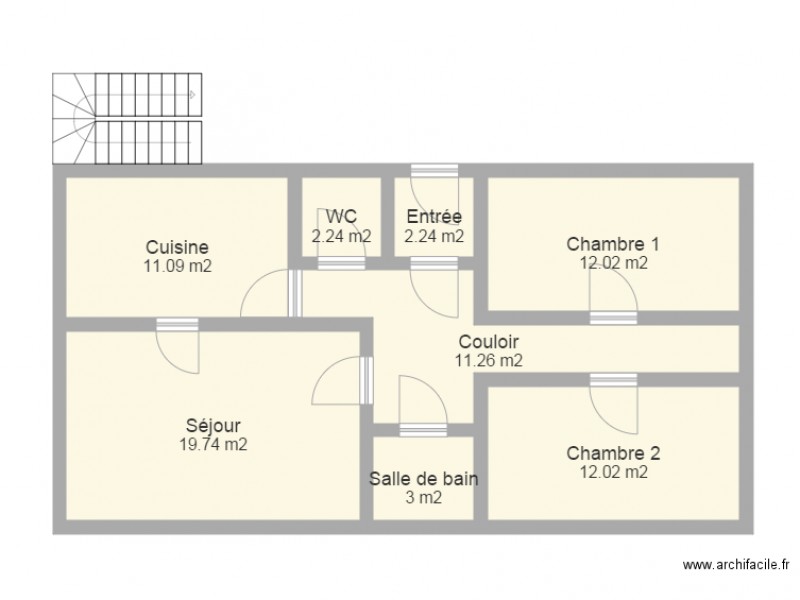 WC
2.24 m2
Entrée
2.24 m2
Cuisine
11.09 m2
Chambre 1
12.02 m2
Couloir
11.26 m2
Séjour
19.74 m2
Salle de bain
3 m2
Chambre 2
12.02 m2
www.archifacile.fr